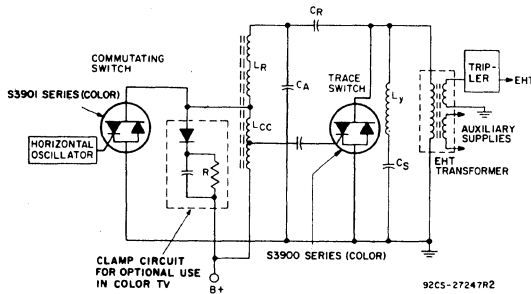 CR
COMMUTATING
SWITCH
S3901 SERIES (COLOR)
LR
CA
TRACE
SWITCH
Ly
TRIP-
LER
EHT
HORIZONTAL
OSCILLATOR
LCC
R
AUXILIARY
SUPPLIES
EHT
TRANSFORMER
CS
CLAMP CIRCUIT
FOR OPTIONAL USE
IN COLOR TV
B+
S3900 SERIES (COLOR)
92CS-27247R2